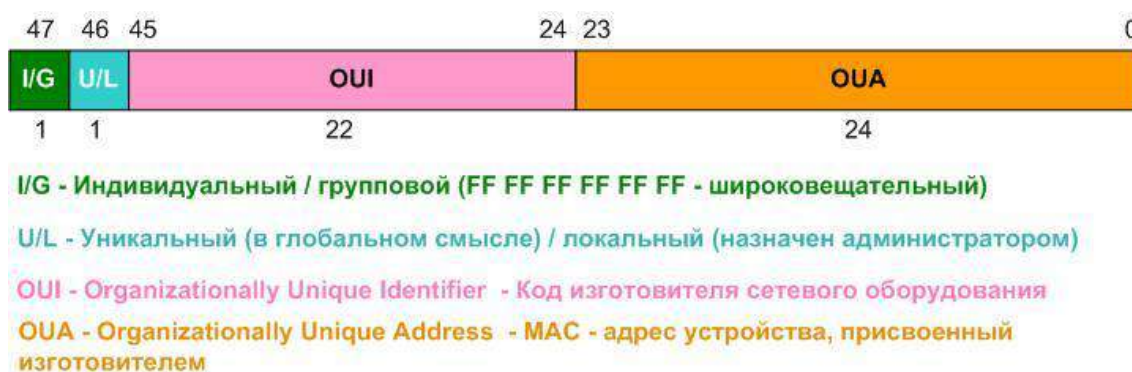 47 46 45 24 23 0
I/G U/L OUI OUA
1 1 22 24
I/G - Индивидуальный / групповой (FF FF FF FF FF FF - широковещательный)
U/L - Уникальный (в глобальном смысле) / локальный (назначен администратором)
OUI - Organizationally Unique Identifier - Код изготовителя сетевого оборудования
OUA - Organizationally Unique Address - MAC - адрес устройства, присвоенный
изготовителем